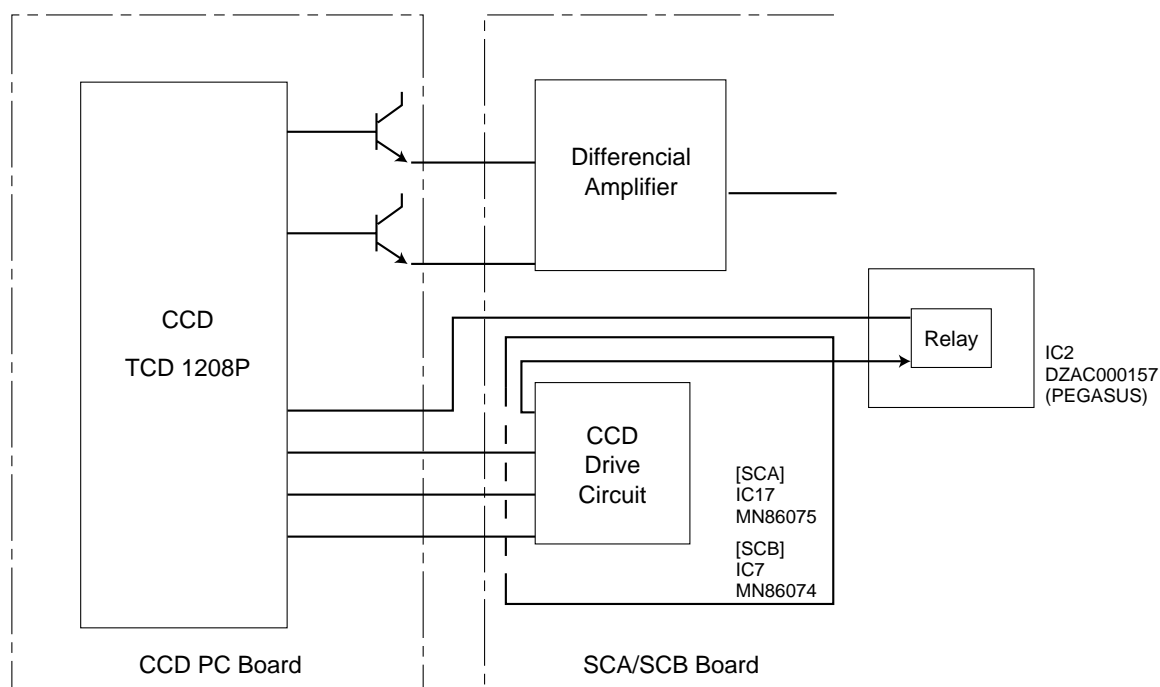 Differencial
Amplifier
CCD
TCD 1208P
Relay
IC2
DZAC000157
(PEGASUS)
CCD
Drive
Circuit
[SCA]
IC17
MN86075
[SCB]
IC7
MN86074
CCD PC Board
SCA/SCB Board